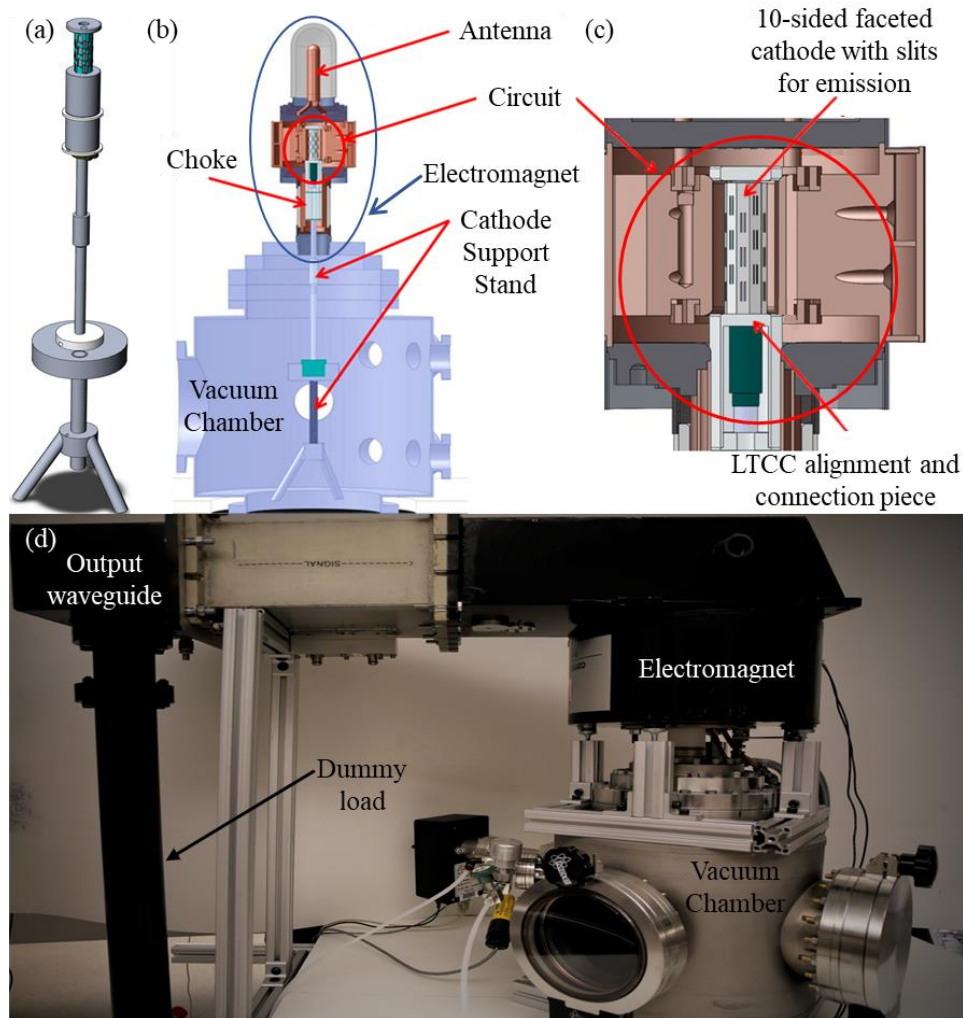 (a)
(b)
Antenna
Circuit
Choke
Electromagnet
Cathode
Support
Stand
Vacuum
Chamber
(c)
10-sided faceted
cathode with slits
for emission
LTCC alignment and
connection piece
(d)
Output
waveguide
SIGNAL
Electromagnet
Dummy
load
Vacuum
Chamber